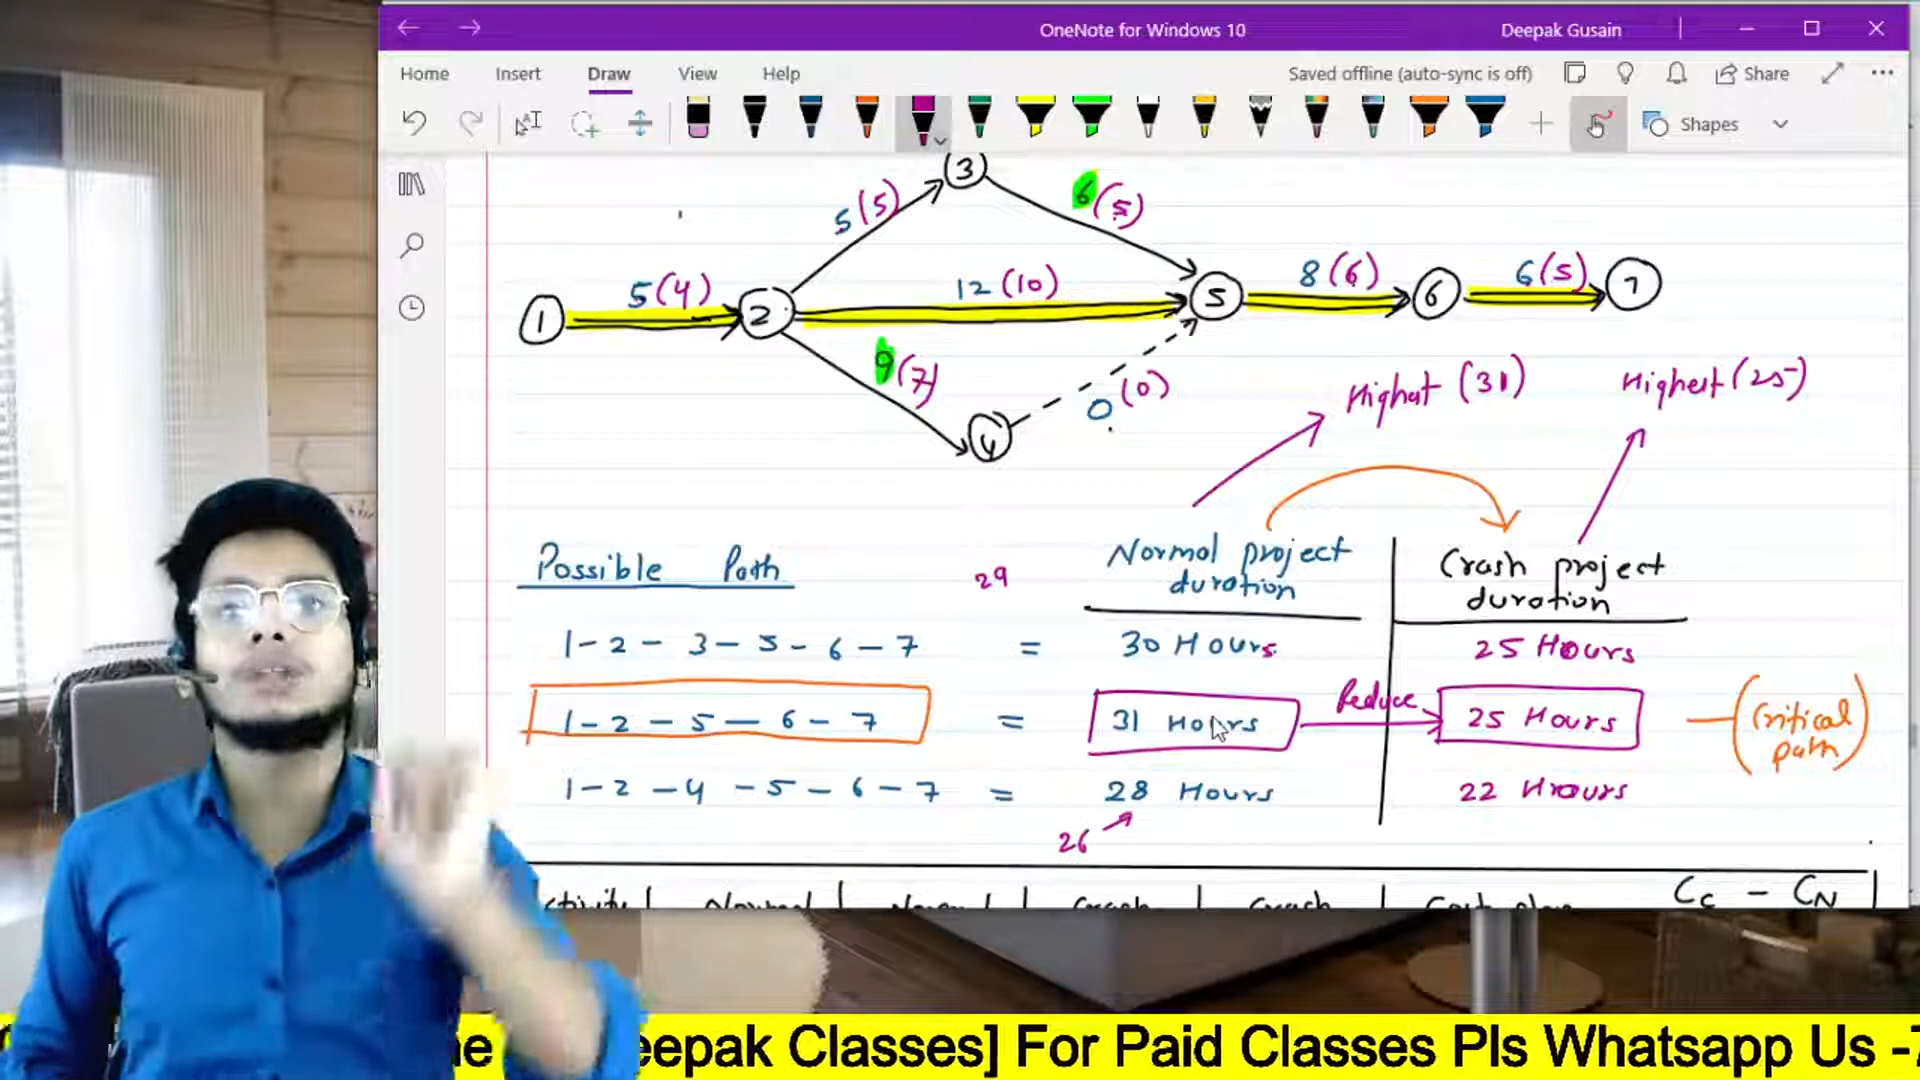 OneNote for Windows 10
Deepak Gusain
Home Insert Draw View Help
Saved offline (auto-sync is off)
Share
Shapes
3
5(5)
6(5)
5(4)
12(10)
8(6)
6(5)
1
2
5
6
7
9(7)
0(0)
4
Highest (31)
Highest (25)
Possible Path
29
Normal project
duration
Crash project
duration
1-2-3-5-6-7 = 30 Hours 25 Hours
1-2-5-6-7 = 31 Hours Reduce 25 Hours
(Critical
path)
1-2-4-5-6-7 = 28 Hours 22 Hrours
26
Cc - CN
eepak Classes] For Paid Classes Pls Whatsapp Us -7